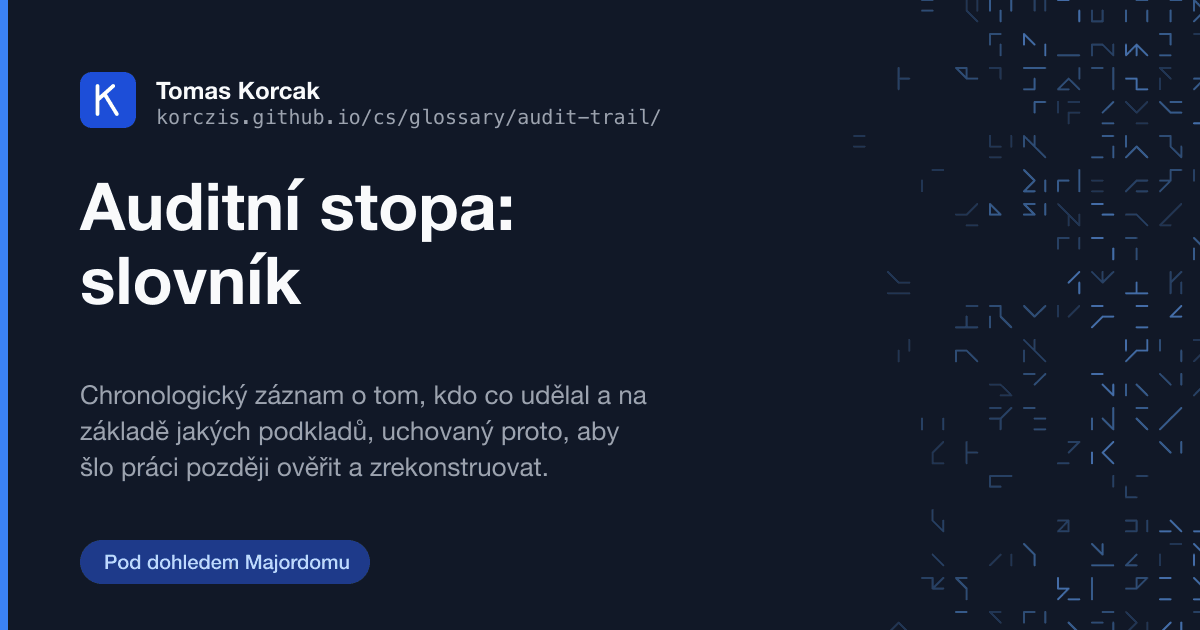 Tomas Korcak
korczis.github.io/cs/glossary/audit-trail/
Auditní stopa:
slovník
Chronologický záznam o tom, kdo co udělal a na
základě jakých podkladů, uchovaný proto, aby
šlo práci později ověřit a zrekonstruovat.
Pod dohledem Majordomu